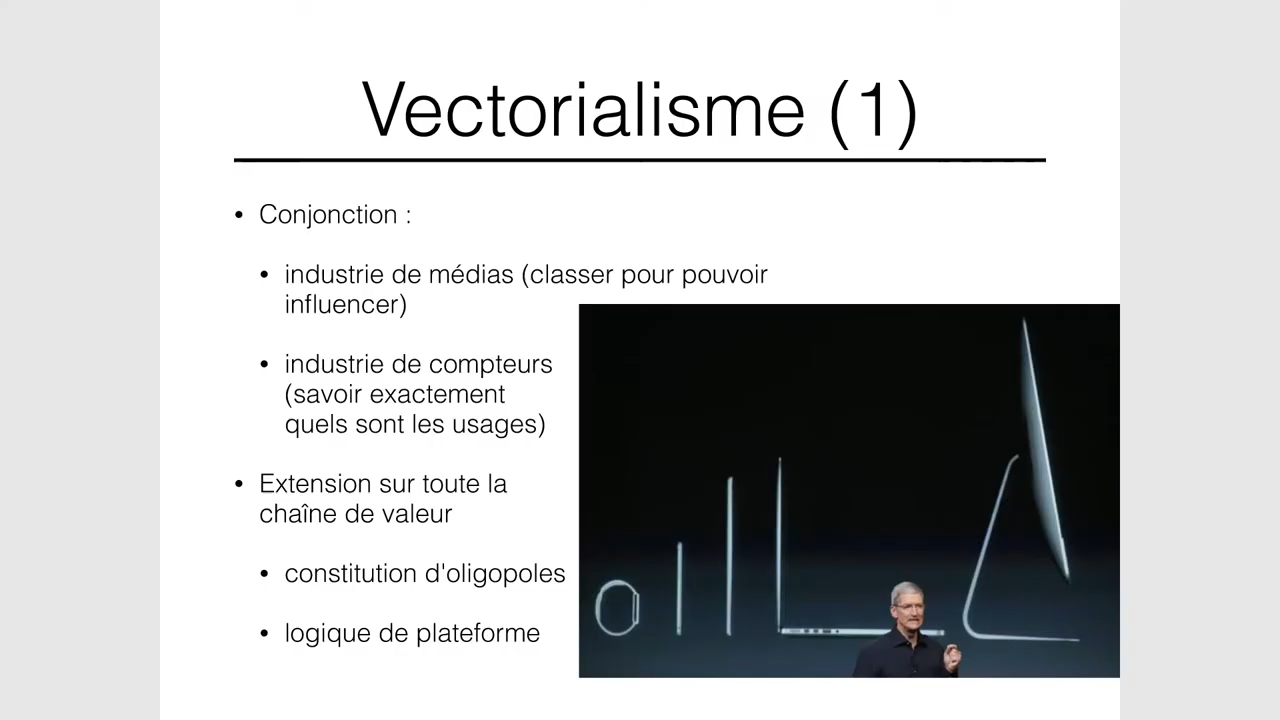 Vectorialisme (1)
• Conjonction :
• industrie de médias (classer pour pouvoir
influencer)
• industrie de compteurs
(savoir exactement
quels sont les usages)
• Extension sur toute la
chaîne de valeur
• constitution d'oligopoles
• logique de plateforme